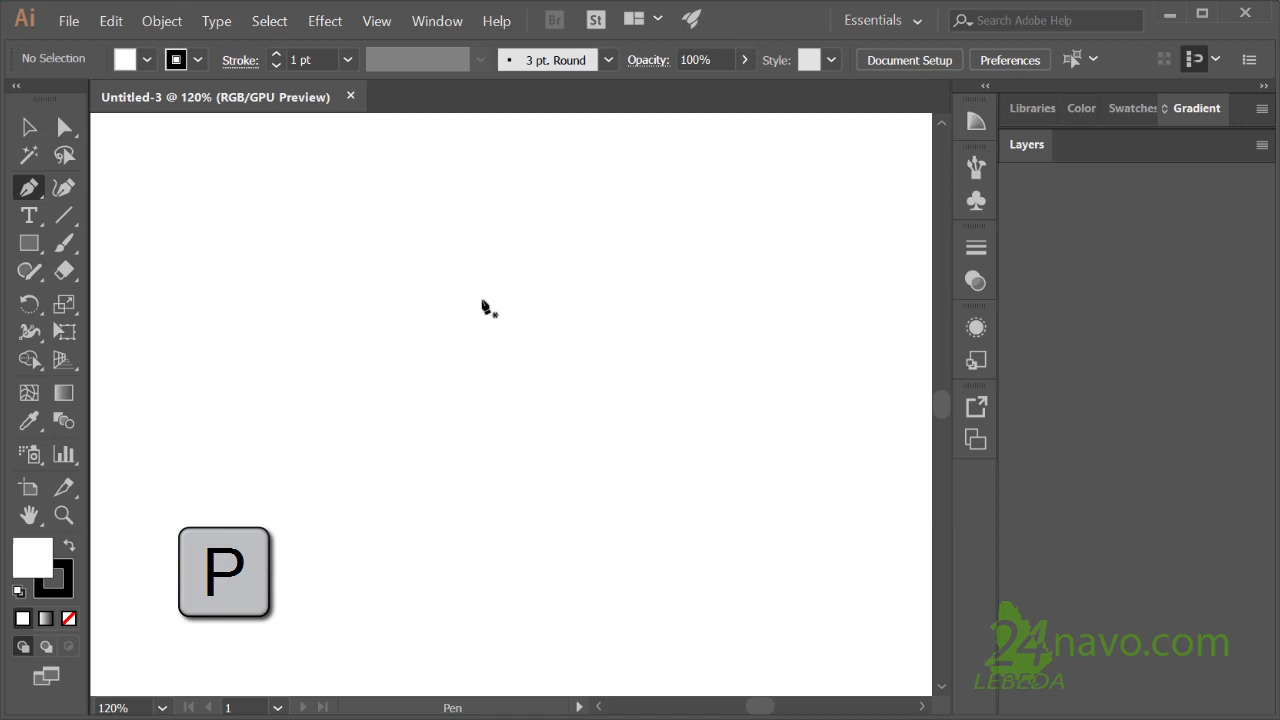 Ai File Edit Object Type Select Effect View Window Help Br St Essentials Search Adobe Help
No Selection Stroke: 1 pt 3 pt. Round Opacity: 100% Style: Document Setup Preferences
Untitled-3 @ 120% (RGB/GPU Preview)
Libraries Color Swatches Gradient
Layers
T
P
24navo.com
LEBEDA
120% 1 Pen